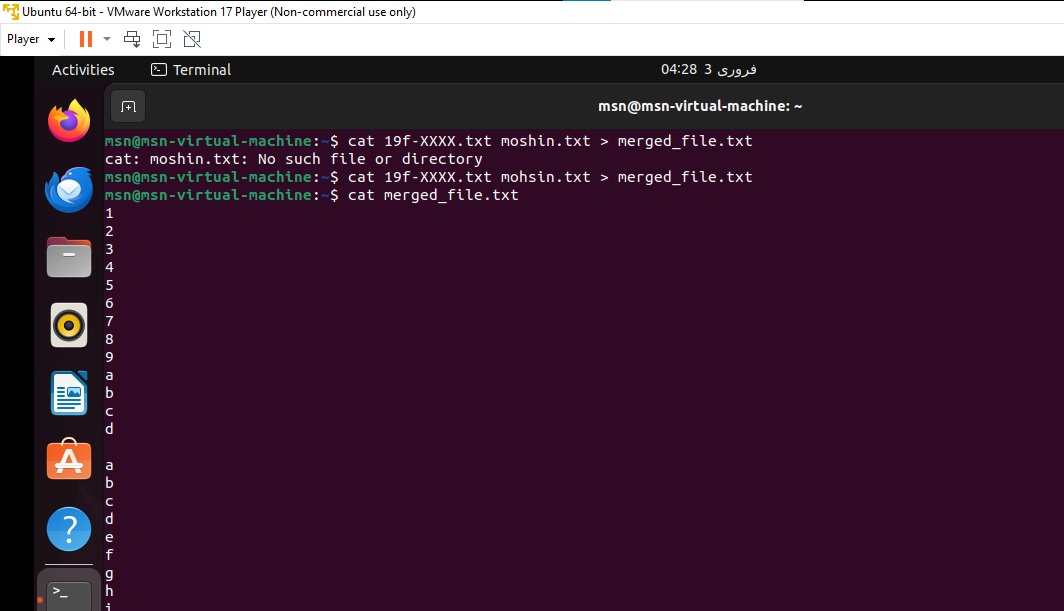 Ubuntu 64-bit - VMware Workstation 17 Player (Non-commercial use only)
Player
Activities
Terminal
فروری 3 04:28
msn@msn-virtual-machine: ~
msn@msn-virtual-machine:~$ cat 19f-XXXX.txt moshin.txt > merged_file.txt
cat: moshin.txt: No such file or directory
msn@msn-virtual-machine:~$ cat 19f-XXXX.txt mohsin.txt > merged_file.txt
msn@msn-virtual-machine:~$ cat merged_file.txt
1
2
3
4
5
6
7
8
9
a
b
c
d
a
b
c
d
e
f
g
h